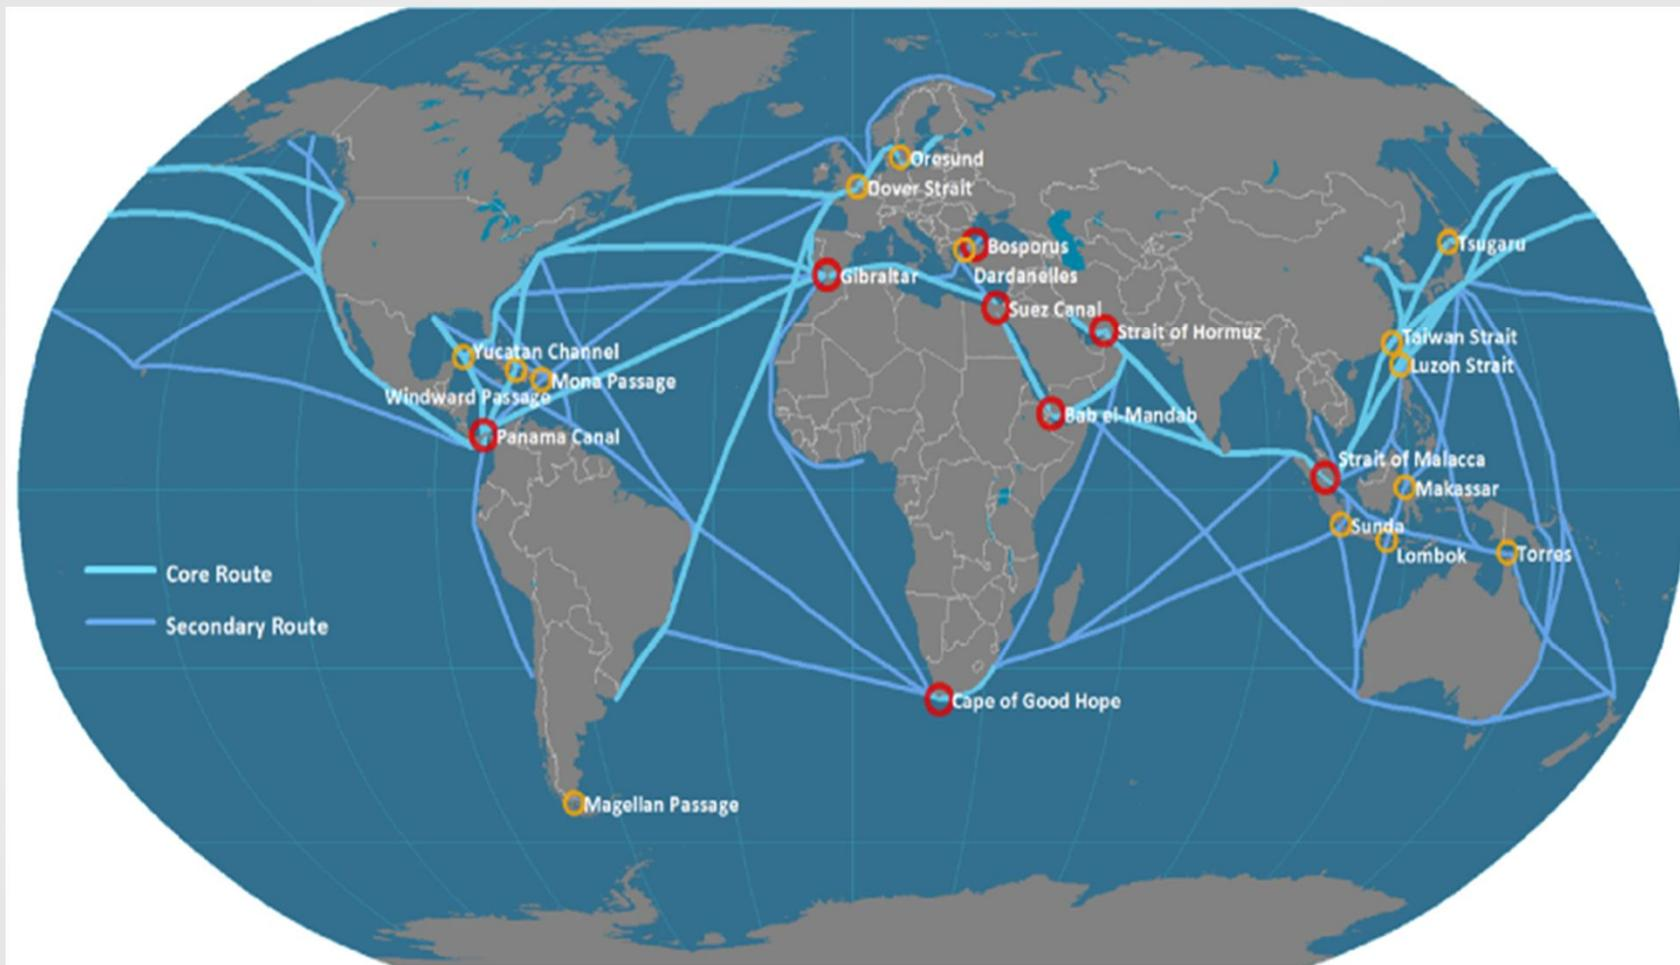 Oresund
Dover Strait
Bosporus
Tsugaru
Gibraltar
Dardanelles
Suez Canal
Strait of Hormuz
Taiwan Strait
Yucatan Channel
Luzon Strait
Mona Passage
Windward Passage
Bab el-Mandab
Panama Canal
Strait of Malacca
Makassar
Sunda
Lombok
Torres
Core Route
Secondary Route
Cape of Good Hope
Magellan Passage